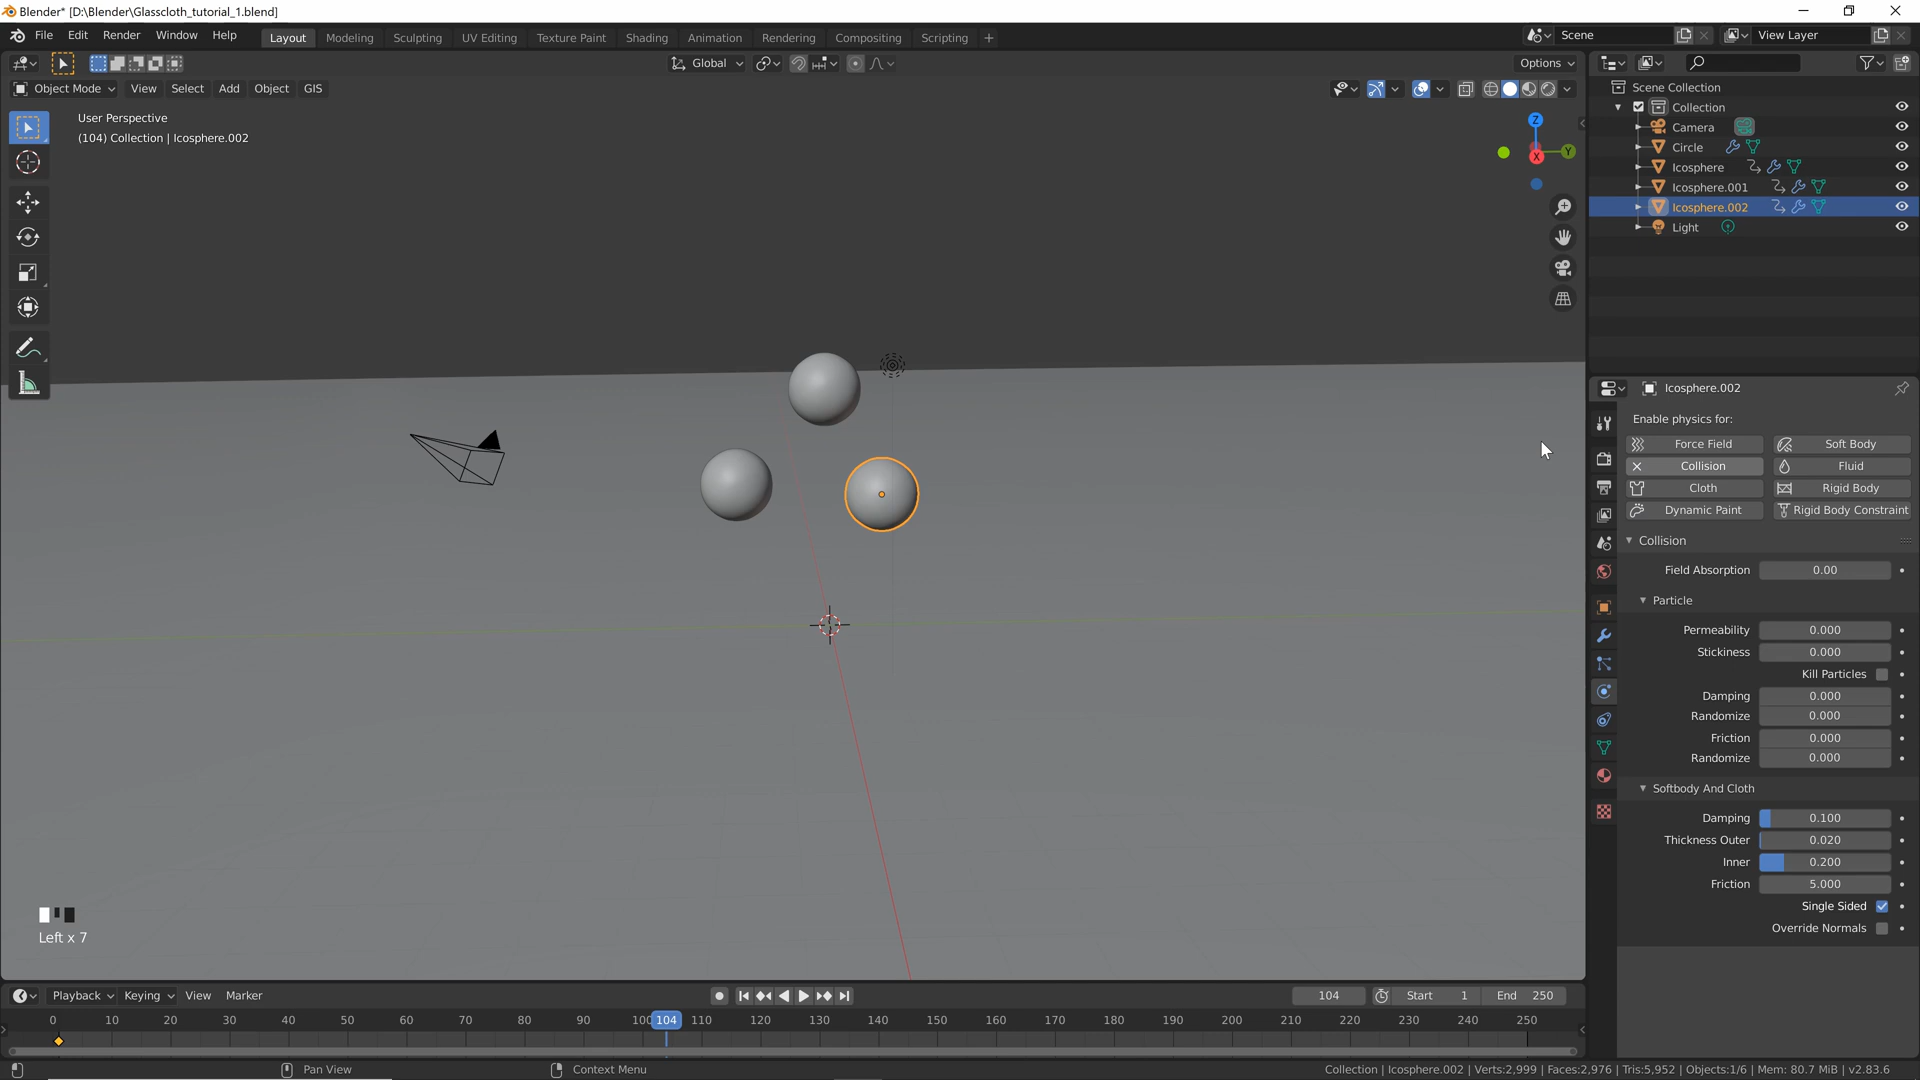 Blender* [D:\Blender\Glasscloth_tutorial_1.blend]
File Edit Render Window Help Layout Modeling Sculpting UV Editing Texture Paint Shading Animation Rendering Compositing Scripting + Scene View Layer
Global Options
Object Mode View Select Add Object GIS
User Perspective
(104) Collection | Icosphere.002
Z
X
Y
Scene Collection
Collection
Camera
Circle
Icosphere
Icosphere.001
Icosphere.002
Light
Icosphere.002
Enable physics for:
Force Field Soft Body
Collision Fluid
Cloth Rigid Body
Dynamic Paint Rigid Body Constraint
Collision
Field Absorption 0.00
Particle
Permeability 0.000
Stickiness 0.000
Kill Particles
Damping 0.000
Randomize 0.000
Friction 0.000
Randomize 0.000
Softbody And Cloth
Damping 0.100
Thickness Outer 0.020
Inner 0.200
Friction 5.000
Single Sided
Override Normals
Left x 7
Playback Keying View Marker 104 Start 1 End 250
0 10 20 30 40 50 60 70 80 90 100 104 110 120 130 140 150 160 170 180 190 200 210 220 230 240 250
Pan View Context Menu Collection | Icosphere.002 | Verts:2,999 | Faces:2,976 | Tris:5,952 | Objects:1/6 | Mem: 80.7 MiB | v2.83.6